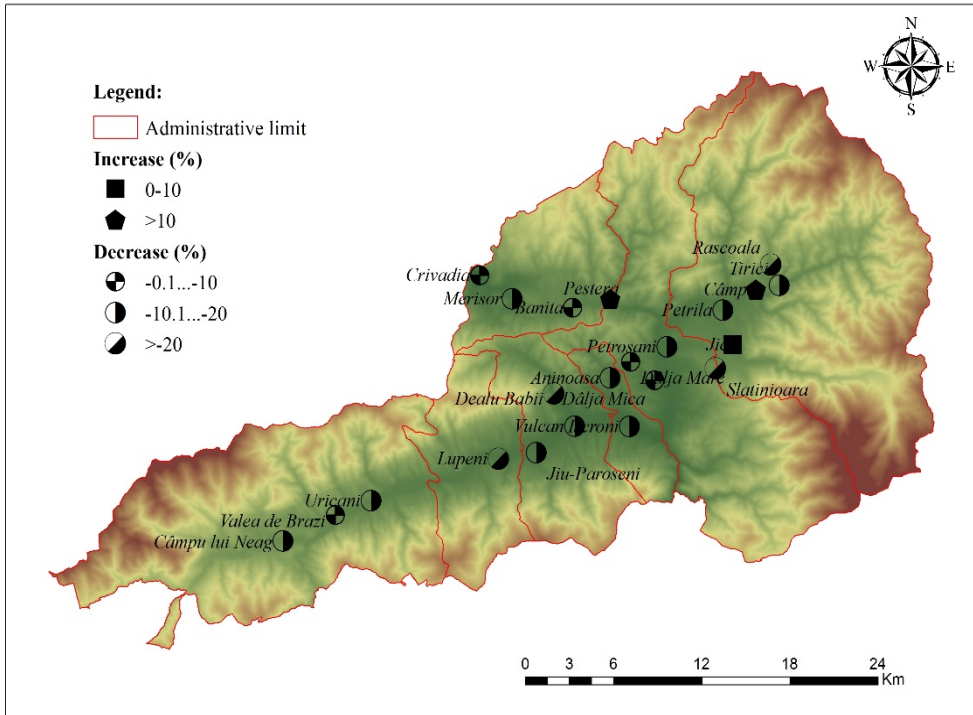 N
W E
S
Legend:
Administrative limit
Increase (%)
0-10
>10
Decrease (%)
-0.1...-10
-10.1...-20
>-20
Rascoala
Tirici
Crivadia
Pestera
Câmpa
Merisor
Banita
Petrila
Petrosani
Jiet
Aninoasa
Dâlja Mare
Dealu Babii
Dâlja Mica
Slatinioara
Vulcan
Iscroni
Lupeni
Jiu-Paroseni
Uricani
Valea de Brazi
Câmpu lui Neag
0 3 6 12 18 24
Km